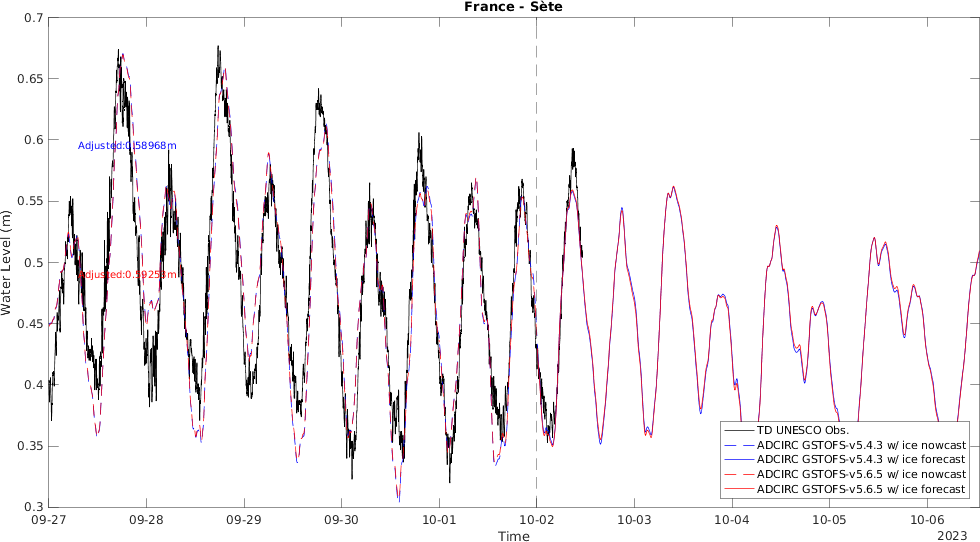 France - Sète
Water Level (m)
0.7
0.65
0.6
0.55
0.5
0.45
0.4
0.35
0.3
Adjusted:0.58968m
Adjusted:0.59253m
TD UNESCO Obs.
ADCIRC GSTOFS-v5.4.3 w/ ice nowcast
ADCIRC GSTOFS-v5.4.3 w/ ice forecast
ADCIRC GSTOFS-v5.6.5 w/ ice nowcast
ADCIRC GSTOFS-v5.6.5 w/ ice forecast
09-27 09-28 09-29 09-30 10-01 10-02 10-03 10-04 10-05 10-06
Time
2023